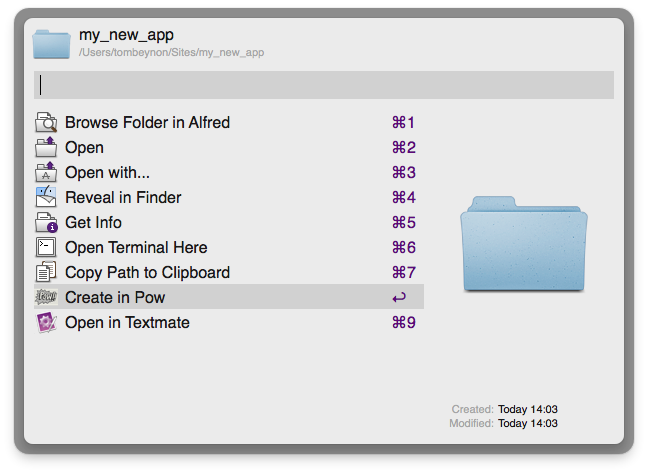 my_new_app
/Users/tombeynon/Sites/my_new_app
Browse Folder in Alfred ⌘1
Open ⌘2
Open with... ⌘3
Reveal in Finder ⌘4
Get Info ⌘5
Open Terminal Here ⌘6
Copy Path to Clipboard ⌘7
Create in Pow ↩
Open in Textmate ⌘9
Created: Today 14:03
Modified: Today 14:03